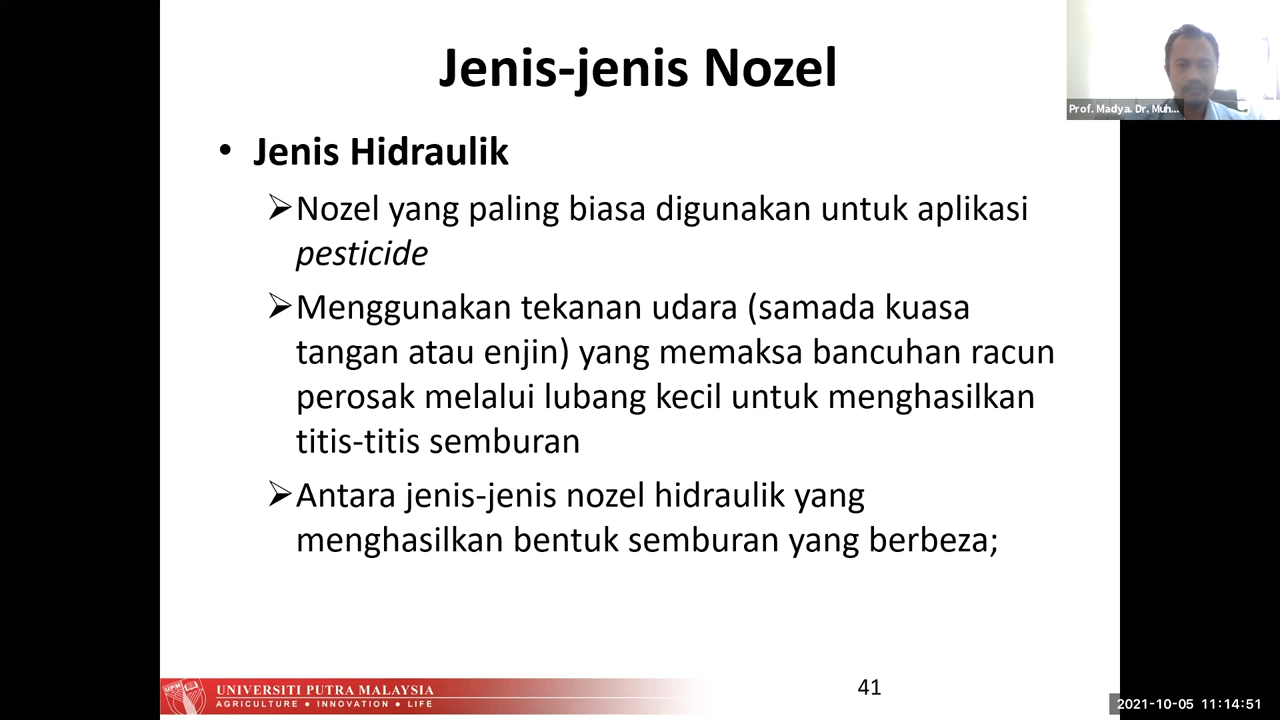 Jenis-jenis Nozel
Prof. Madya. Dr. Muh...
• Jenis Hidraulik
➢Nozel yang paling biasa digunakan untuk aplikasi
pesticide
➢Menggunakan tekanan udara (samada kuasa
tangan atau enjin) yang memaksa bancuhan racun
perosak melalui lubang kecil untuk menghasilkan
titis-titis semburan
➢Antara jenis-jenis nozel hidraulik yang
menghasilkan bentuk semburan yang berbeza;
UPM
UNIVERSITI PUTRA MALAYSIA
AGRICULTURE • INNOVATION • LIFE
41
2021-10-05 11:14:51